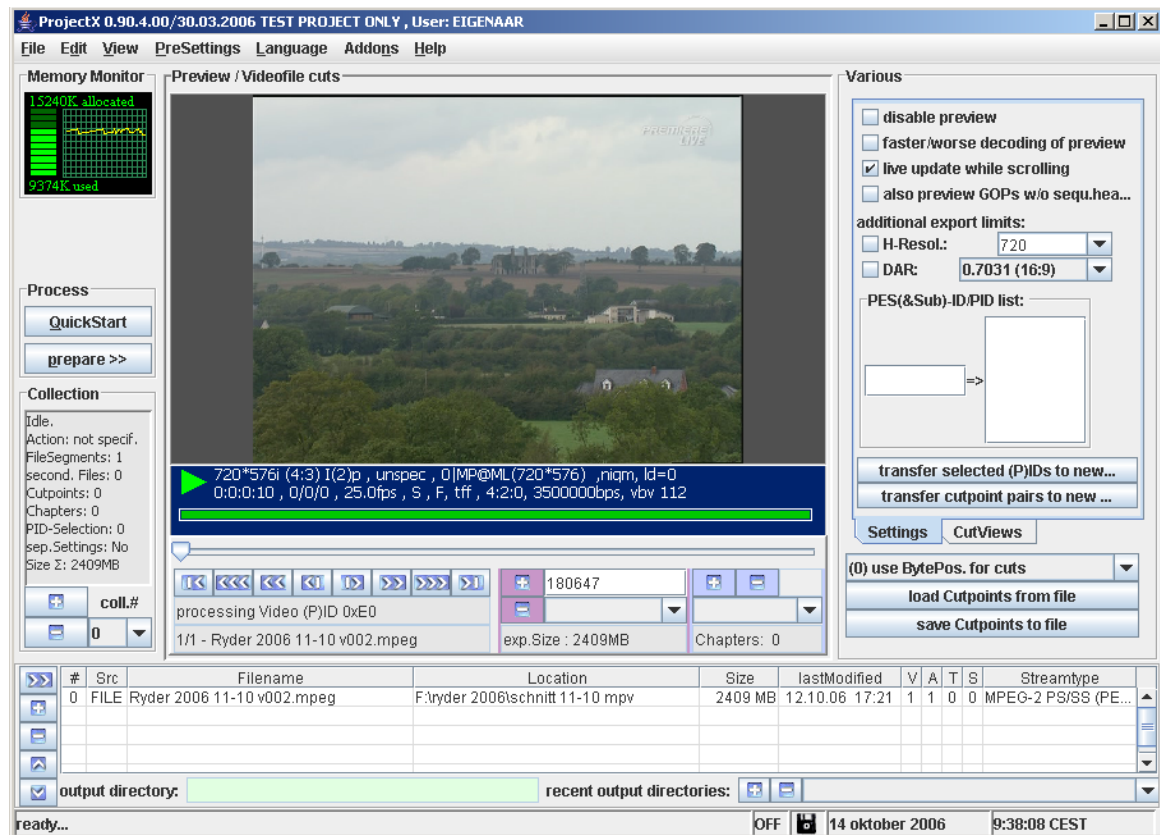 ProjectX 0.90.4.00/30.03.2006 TEST PROJECT ONLY , User: EIGENAAR
File Edit View PreSettings Language Addons Help
Memory Monitor
15240K allocated
9374K used
Process
QuickStart
prepare >>
Collection
Idle.
Action: not specif.
FileSegments: 1
second. Files: 0
Cutpoints: 0
Chapters: 0
PID-Selection: 0
sep.Settings: No
Size Σ: 2409MB
coll.#
0
Preview / Videofile cuts
PREMIERE
LIVE
720*576i (4:3) I(2)p , unspec , 0|MP@ML(720*576) ,niqm, ld=0
0:0:0:10 , 0/0/0 , 25.0fps , S , F, tff , 4:2:0, 3500000bps, vbv 112
180647
processing Video (P)ID 0xE0
1/1 - Ryder 2006 11-10 v002.mpeg
exp.Size : 2409MB
Chapters: 0
Various
disable preview
faster/worse decoding of preview
live update while scrolling
also preview GOPs w/o sequ.hea...
additional export limits:
H-Resol.: 720
DAR: 0.7031 (16:9)
PES(&Sub)-ID/PID list:
=>
transfer selected (P)IDs to new...
transfer cutpoint pairs to new ...
Settings CutViews
(0) use BytePos. for cuts
load Cutpoints from file
save Cutpoints to file
# Src Filename Location Size lastModified V A T S Streamtype
0 FILE Ryder 2006 11-10 v002.mpeg F:\ryder 2006\schnitt 11-10 mpv 2409 MB 12.10.06 17:21 1 1 0 0 MPEG-2 PS/SS (PE...
output directory: recent output directories:
ready... OFF 14 oktober 2006 9:38:08 CEST